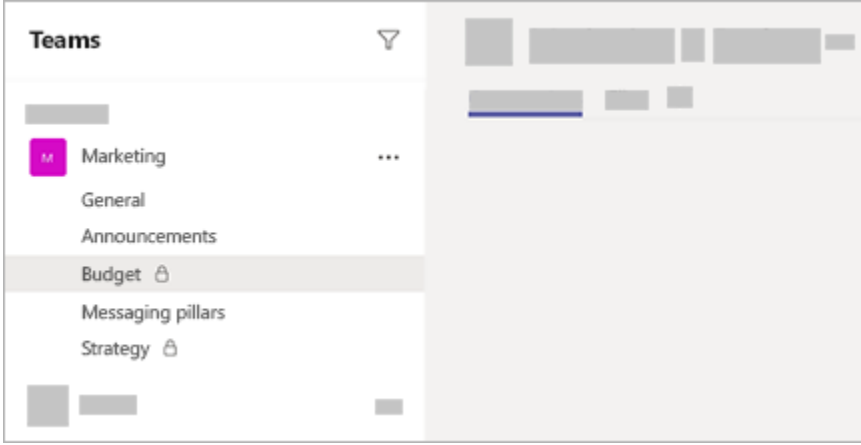 Teams
M Marketing ...
General
Announcements
Budget
Messaging pillars
Strategy